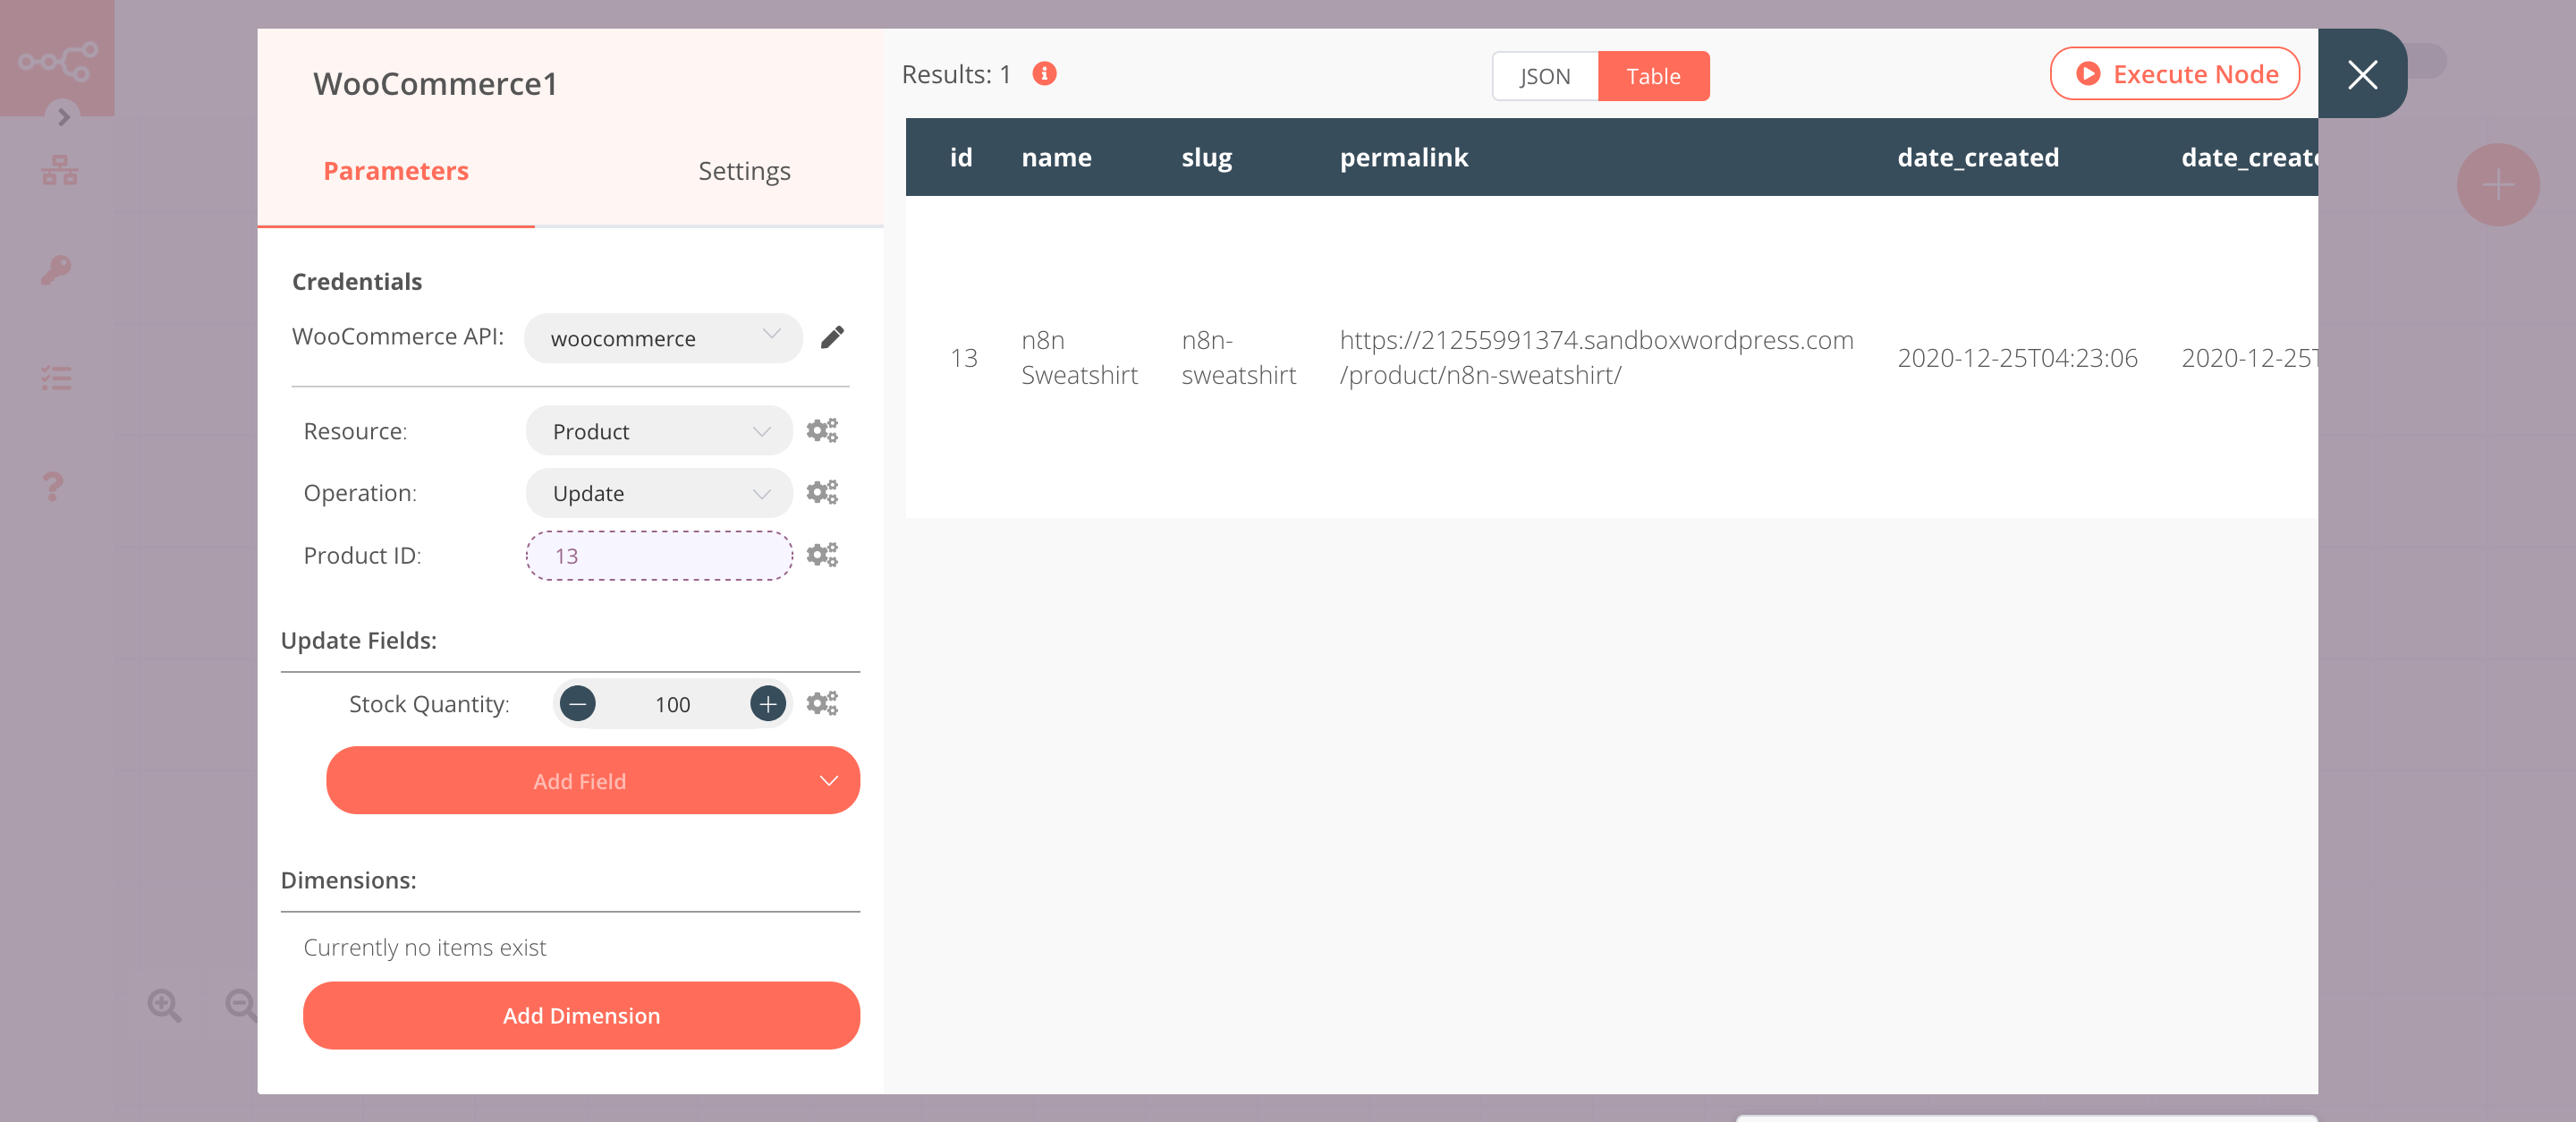 WooCommerce1
Parameters
Settings
Credentials
WooCommerce API:
woocommerce
Resource:
Product
Operation:
Update
Product ID:
13
Update Fields:
Stock Quantity:
100
Add Field
Dimensions:
Currently no items exist
Add Dimension
Results: 1
JSON
Table
Execute Node
id name slug permalink date_created date_create
13
n8n
Sweatshirt
n8n-
sweatshirt
https://21255991374.sandboxwordpress.com
/product/n8n-sweatshirt/
2020-12-25T04:23:06
2020-12-25T